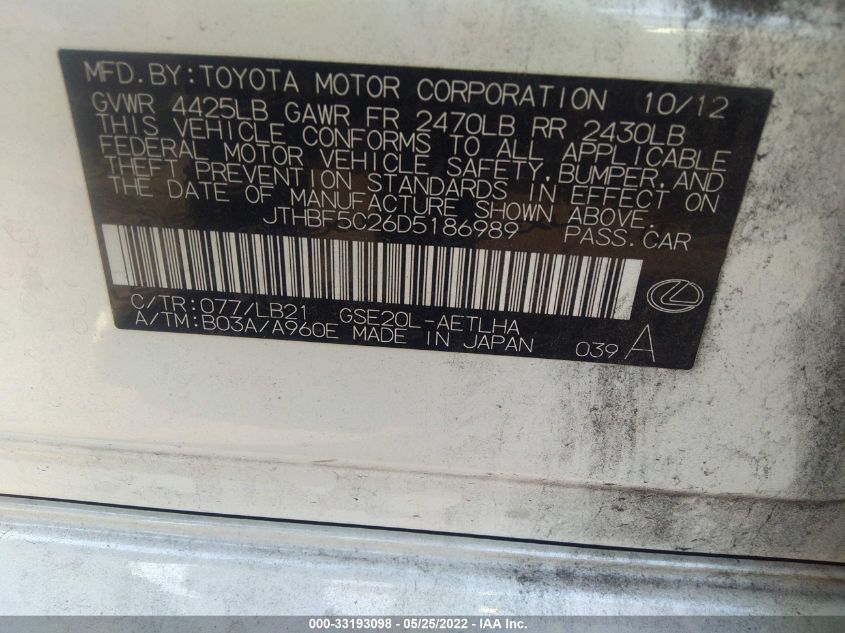 MFD. BY: TOYOTA MOTOR CORPORATION 10/12
GVWR 4425LB GAWR FR 2470LB RR 2430LB
THIS VEHICLE CONFORMS TO ALL APPLICABLE
FEDERAL MOTOR VEHICLE SAFETY, BUMPER, AND
THEFT PREVENTION STANDARDS IN EFFECT ON
THE DATE OF MANUFACTURE SHOWN ABOVE.
JTHBF5C26D5186989 PASS. CAR
C/TR: 077/LB21 GSE20L-AETLHA
A/TM: B03A/A960E MADE IN JAPAN 039 A
000-33193098 - 05/25/2022 - IAA Inc.